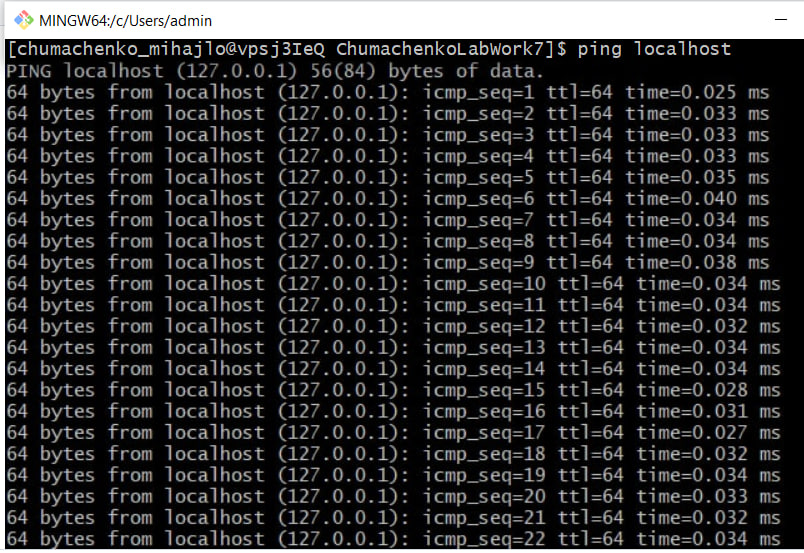 MINGW64:/c/Users/admin
[chumachenko_mihajlo@vpsj3IeQ ChumachenkoLabWork7]$ ping localhost
PING localhost (127.0.0.1) 56(84) bytes of data.
64 bytes from localhost (127.0.0.1): icmp_seq=1 ttl=64 time=0.025 ms
64 bytes from localhost (127.0.0.1): icmp_seq=2 ttl=64 time=0.033 ms
64 bytes from localhost (127.0.0.1): icmp_seq=3 ttl=64 time=0.033 ms
64 bytes from localhost (127.0.0.1): icmp_seq=4 ttl=64 time=0.033 ms
64 bytes from localhost (127.0.0.1): icmp_seq=5 ttl=64 time=0.035 ms
64 bytes from localhost (127.0.0.1): icmp_seq=6 ttl=64 time=0.040 ms
64 bytes from localhost (127.0.0.1): icmp_seq=7 ttl=64 time=0.034 ms
64 bytes from localhost (127.0.0.1): icmp_seq=8 ttl=64 time=0.034 ms
64 bytes from localhost (127.0.0.1): icmp_seq=9 ttl=64 time=0.038 ms
64 bytes from localhost (127.0.0.1): icmp_seq=10 ttl=64 time=0.034 ms
64 bytes from localhost (127.0.0.1): icmp_seq=11 ttl=64 time=0.034 ms
64 bytes from localhost (127.0.0.1): icmp_seq=12 ttl=64 time=0.032 ms
64 bytes from localhost (127.0.0.1): icmp_seq=13 ttl=64 time=0.034 ms
64 bytes from localhost (127.0.0.1): icmp_seq=14 ttl=64 time=0.034 ms
64 bytes from localhost (127.0.0.1): icmp_seq=15 ttl=64 time=0.028 ms
64 bytes from localhost (127.0.0.1): icmp_seq=16 ttl=64 time=0.031 ms
64 bytes from localhost (127.0.0.1): icmp_seq=17 ttl=64 time=0.027 ms
64 bytes from localhost (127.0.0.1): icmp_seq=18 ttl=64 time=0.032 ms
64 bytes from localhost (127.0.0.1): icmp_seq=19 ttl=64 time=0.034 ms
64 bytes from localhost (127.0.0.1): icmp_seq=20 ttl=64 time=0.033 ms
64 bytes from localhost (127.0.0.1): icmp_seq=21 ttl=64 time=0.032 ms
64 bytes from localhost (127.0.0.1): icmp_seq=22 ttl=64 time=0.034 ms